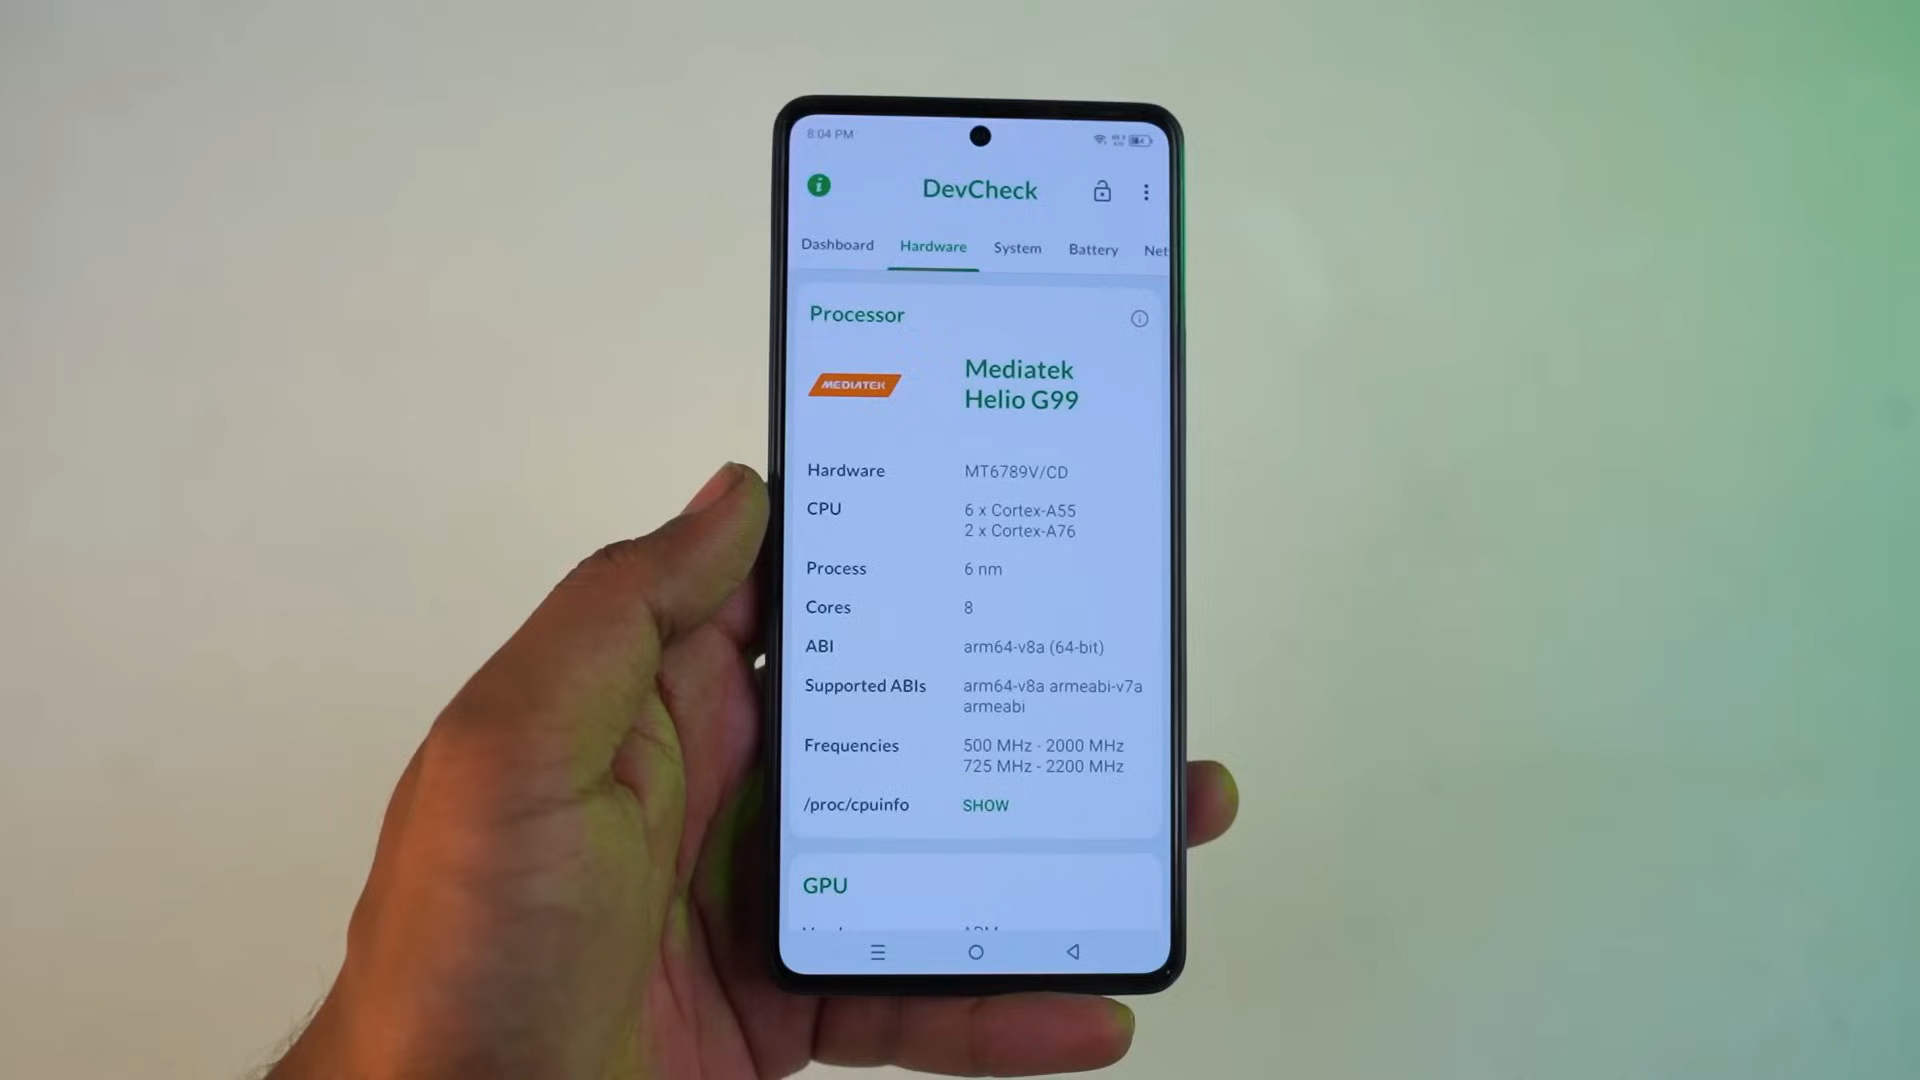 8:04 PM
DevCheck
Dashboard Hardware System Battery Net
Processor
MEDIATEK
Mediatek
Helio G99
Hardware MT6789V/CD
CPU 6 x Cortex-A55
2 x Cortex-A76
Process 6 nm
Cores 8
ABI arm64-v8a (64-bit)
Supported ABIs arm64-v8a armeabi-v7a
armeabi
Frequencies 500 MHz - 2000 MHz
725 MHz - 2200 MHz
/proc/cpuinfo SHOW
GPU